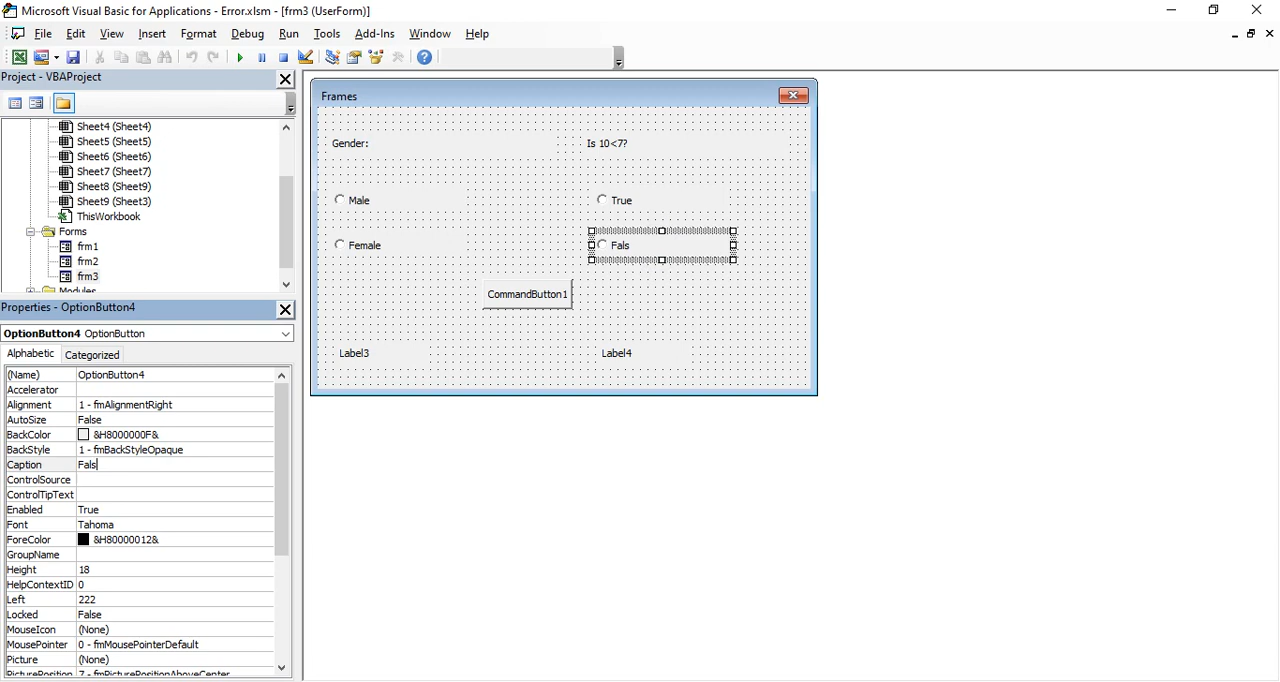 Microsoft Visual Basic for Applications - Error.xlsm - [frm3 (UserForm)]
File Edit View Insert Format Debug Run Tools Add-Ins Window Help
Project - VBAProject
Sheet4 (Sheet4)
Sheet5 (Sheet5)
Sheet6 (Sheet6)
Sheet7 (Sheet7)
Sheet8 (Sheet9)
Sheet9 (Sheet3)
ThisWorkbook
Forms
frm1
frm2
frm3
Modules
Properties - OptionButton4
OptionButton4 OptionButton
Alphabetic Categorized
(Name) OptionButton4
Accelerator
Alignment 1 - fmAlignmentRight
AutoSize False
BackColor &H8000000F&
BackStyle 1 - fmBackStyleOpaque
Caption Fals
ControlSource
ControlTipText
Enabled True
Font Tahoma
ForeColor &H80000012&
GroupName
Height 18
HelpContextID 0
Left 222
Locked False
MouseIcon (None)
MousePointer 0 - fmMousePointerDefault
Picture (None)
PicturePosition 7 - fmPicturePositionAboveCenter
Frames
Gender: Is 10<7?
Male True
Female Fals
CommandButton1
Label3 Label4